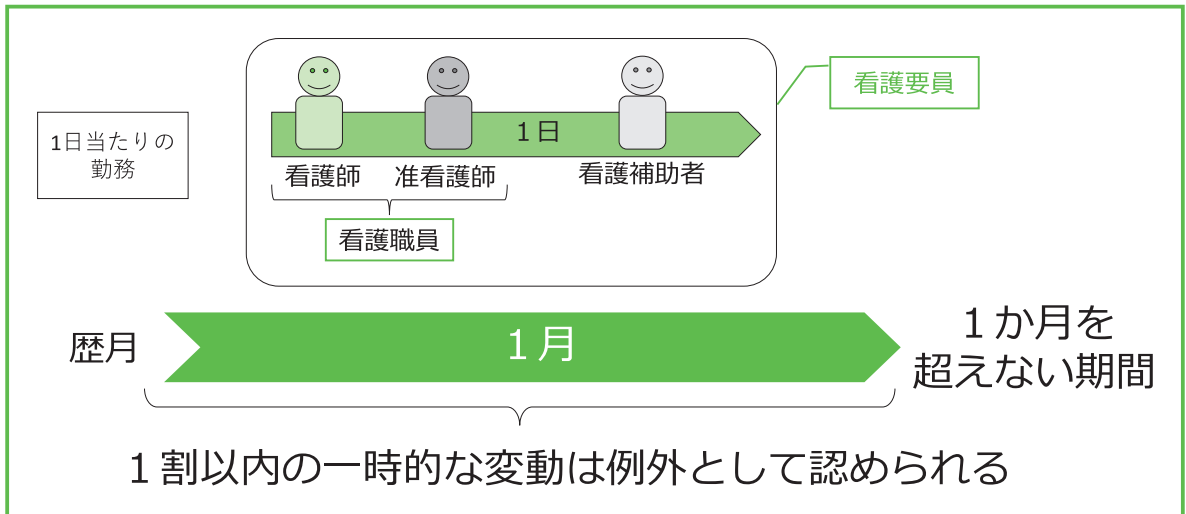 看護要員
1日当たりの
勤務
１日
看護師
准看護師
看護補助者
看護職員
歴月
１月
１か月を
超えない期間
１割以内の一時的な変動は例外として認められる